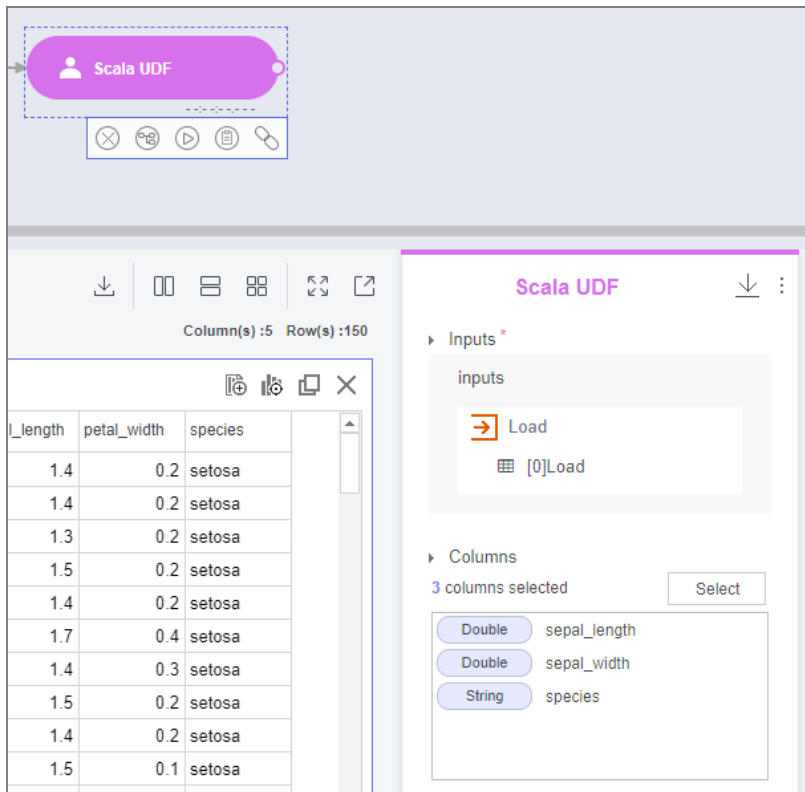 Scala UDF
--:--:--.---
Scala UDF
Column(s) :5 Row(s) :150
Inputs *
inputs
Load
[0]Load
l_length petal_width species
1.4 0.2 setosa
1.4 0.2 setosa
1.3 0.2 setosa
1.5 0.2 setosa
1.4 0.2 setosa
1.7 0.4 setosa
1.4 0.3 setosa
1.5 0.2 setosa
1.4 0.2 setosa
1.5 0.1 setosa
Columns
3 columns selected Select
Double sepal_length
Double sepal_width
String species